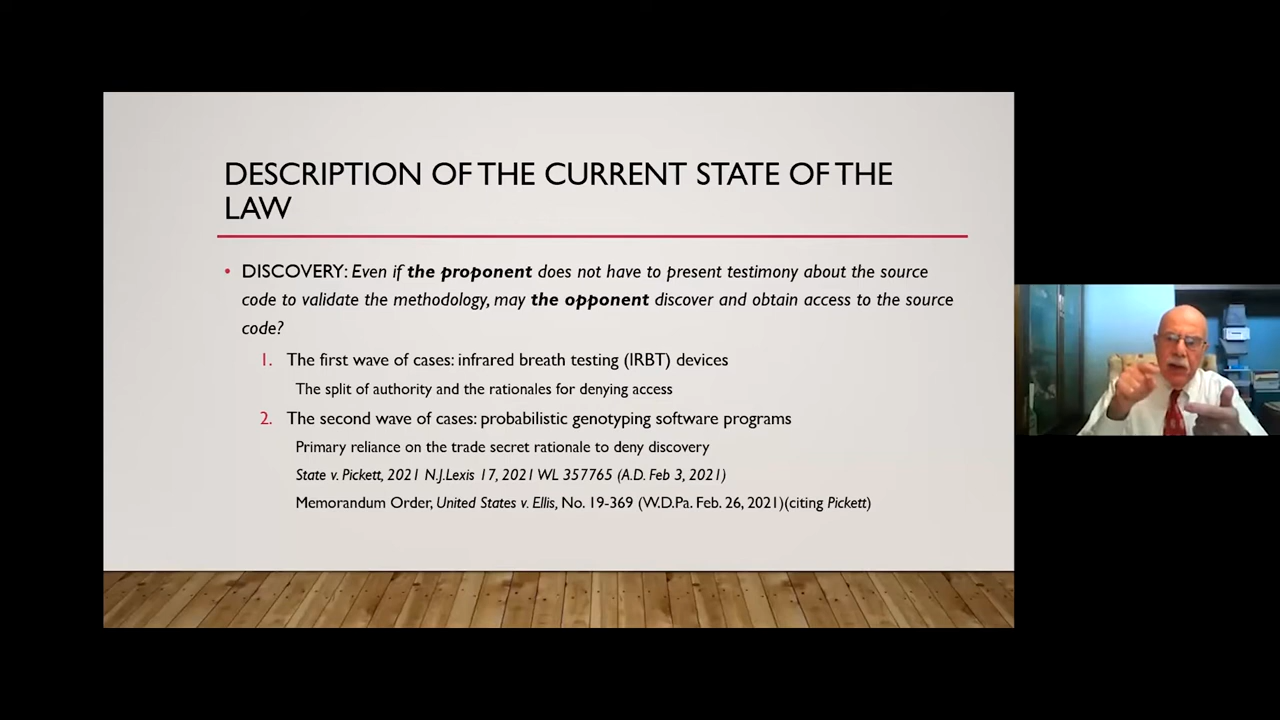 DESCRIPTION OF THE CURRENT STATE OF THE
LAW
• DISCOVERY: Even if the proponent does not have to present testimony about the source
code to validate the methodology, may the opponent discover and obtain access to the source
code?
1. The first wave of cases: infrared breath testing (IRBT) devices
The split of authority and the rationales for denying access
2. The second wave of cases: probabilistic genotyping software programs
Primary reliance on the trade secret rationale to deny discovery
State v. Pickett, 2021 N.J.Lexis 17, 2021 WL 357765 (A.D. Feb 3, 2021)
Memorandum Order, United States v. Ellis, No. 19-369 (W.D.Pa. Feb. 26, 2021)(citing Pickett)